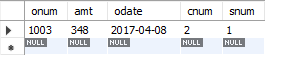 onum amt odate cnum snum
1003 348 2017-04-08 2 1
NULL NULL NULL NULL NULL